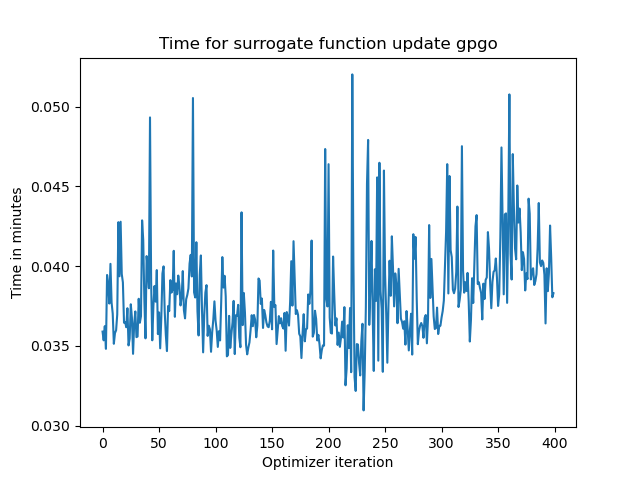 Time for surrogate function update gpgo
0.050
0.045
0.040
0.035
0.030
Time in minutes
0 50 100 150 200 250 300 350 400
Optimizer iteration